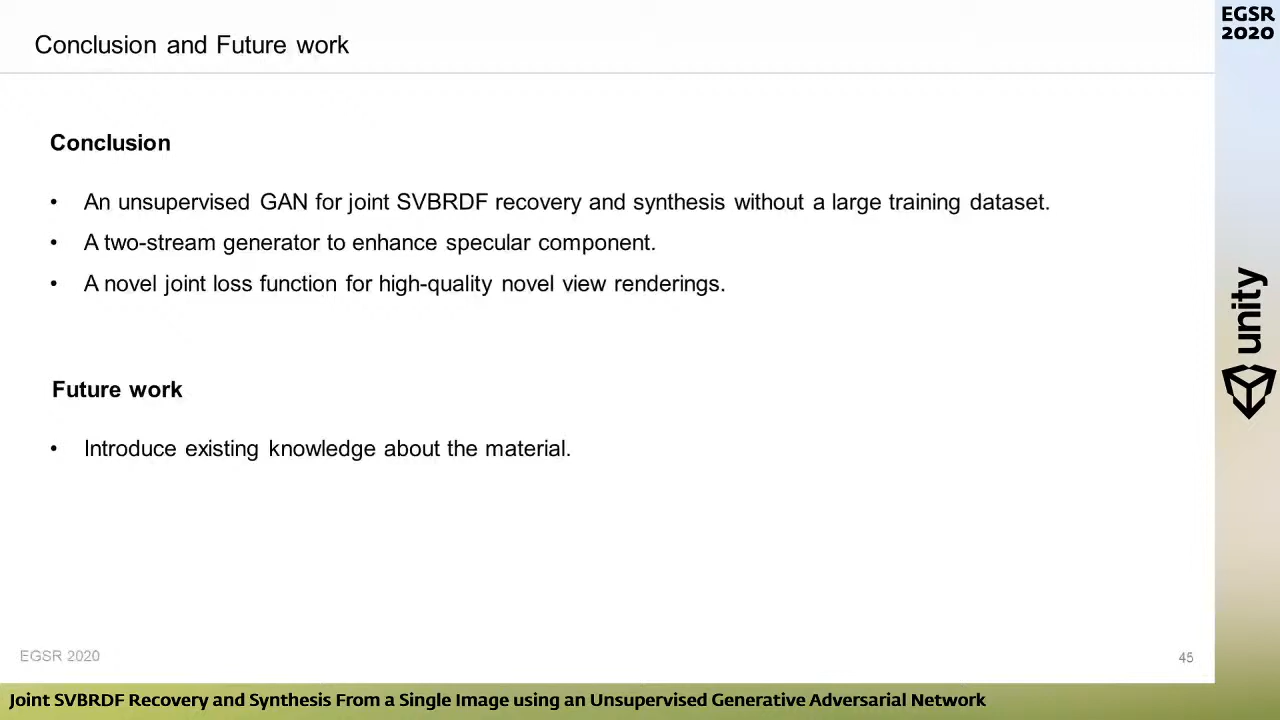 Conclusion and Future work
EGSR
2020
Conclusion
• An unsupervised GAN for joint SVBRDF recovery and synthesis without a large training dataset.
• A two-stream generator to enhance specular component.
• A novel joint loss function for high-quality novel view renderings.
unity
Future work
• Introduce existing knowledge about the material.
EGSR 2020
45
Joint SVBRDF Recovery and Synthesis From a Single Image using an Unsupervised Generative Adversarial Network